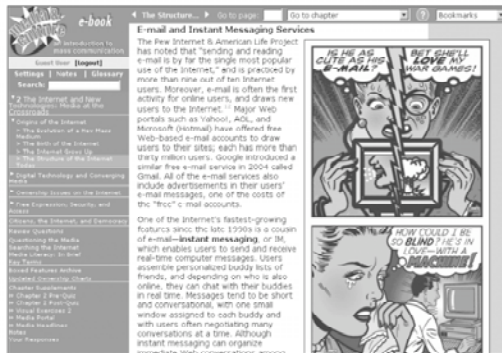 e-book
introduction to
mass communication
The Structure...
Go to page:
Go to chapter
?
Bookmarks
Guest User [logout]
Settings | Notes | Glossary
Search:
2 The Internet and New
Technologies: Media at the
Crossroads
Origins of the Internet
> The Evolution of a New Mass
Medium
> The Birth of the Internet
> The Internet Grows Up
> The Structure of the Internet
Today
Digital Technology and Converging
Media
Ownership Issues on the Internet
Free Expression, Security, and
Access
Citizens, the Internet, and Democracy
Review Questions
Questioning the Media
Searching the Internet
Media Literacy: In Brief
Key Terms
Boxed Features Archive
Updated Ownership Charts
Chapter Supplements
Chapter 2 Pre-Quiz
Chapter 2 Post-Quiz
Visual Exercises 2
Media Portal
Media Headlines
Notes
Your Responses
E-mail and Instant Messaging Services
The Pew Internet & American Life Project
has noted that "sending and reading
e-mail is by far the single most popular
use of the Internet," and is practiced by
more than nine out of ten Internet
users. Moreover, e-mail is often the first
activity for online users, and draws new
users to the Internet. Major Web
portals such as Yahoo!, AOL, and
Microsoft (Hotmail) have offered free
Web-based e-mail accounts to draw
users to their sites; each has more than
thirty million users. Google introduced a
similar free e-mail service in 2004 called
Gmail. All of the e-mail services also
include advertisements in their users'
e-mail messages, one of the costs of
the "free" e-mail accounts.
One of the Internet's fastest-growing
features since the late 1990s is a cousin
of e-mail—instant messaging, or IM,
which enables users to send and receive
real-time computer messages. Users
assemble personalized buddy lists of
friends, and depending on who is also
online, they can chat with their buddies
in real time. Messages tend to be short
and conversational, with one small
window assigned to each buddy and
with users often negotiating many
conversations at a time. Although
instant messaging can organize
immediate Web conversations among
IS HE AS
CUTE AS HIS
E-MAIL?
BET SHE'LL
LOVE MY
WAR GAMES!
HOW COULD I BE
SO BLIND? HE'S IN
LOVE—WITH A
MACHINE!